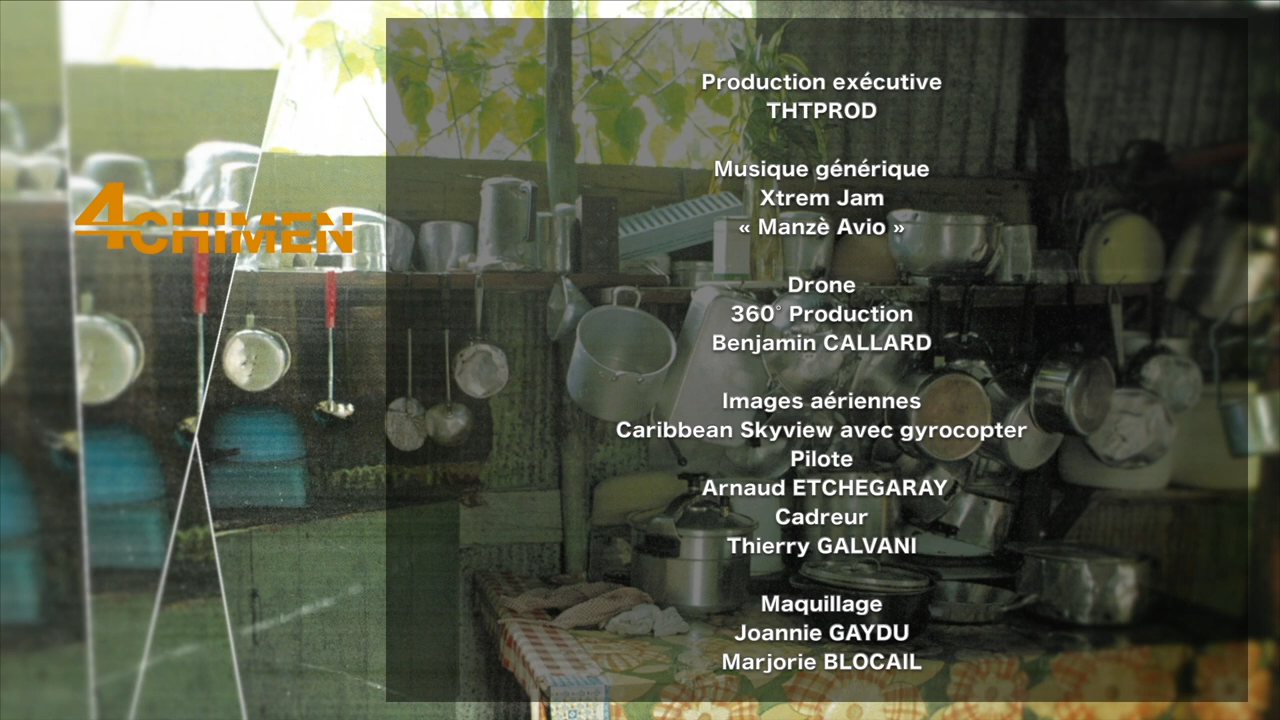 4CHIMEN
Production exécutive
THTPROD
Musique générique
Xtrem Jam
« Manzè Avio »
Drone
360° Production
Benjamin CALLARD
Images aériennes
Caribbean Skyview avec gyrocopter
Pilote
Arnaud ETCHEGARAY
Cadreur
Thierry GALVANI
Maquillage
Joannie GAYDU
Marjorie BLOCAIL